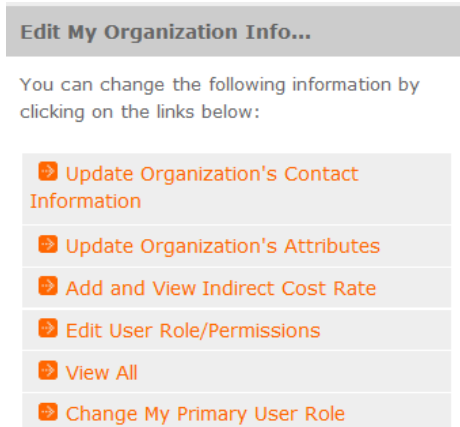 Edit My Organization Info...
You can change the following information by
clicking on the links below:
Update Organization's Contact
Information
Update Organization's Attributes
Add and View Indirect Cost Rate
Edit User Role/Permissions
View All
Change My Primary User Role